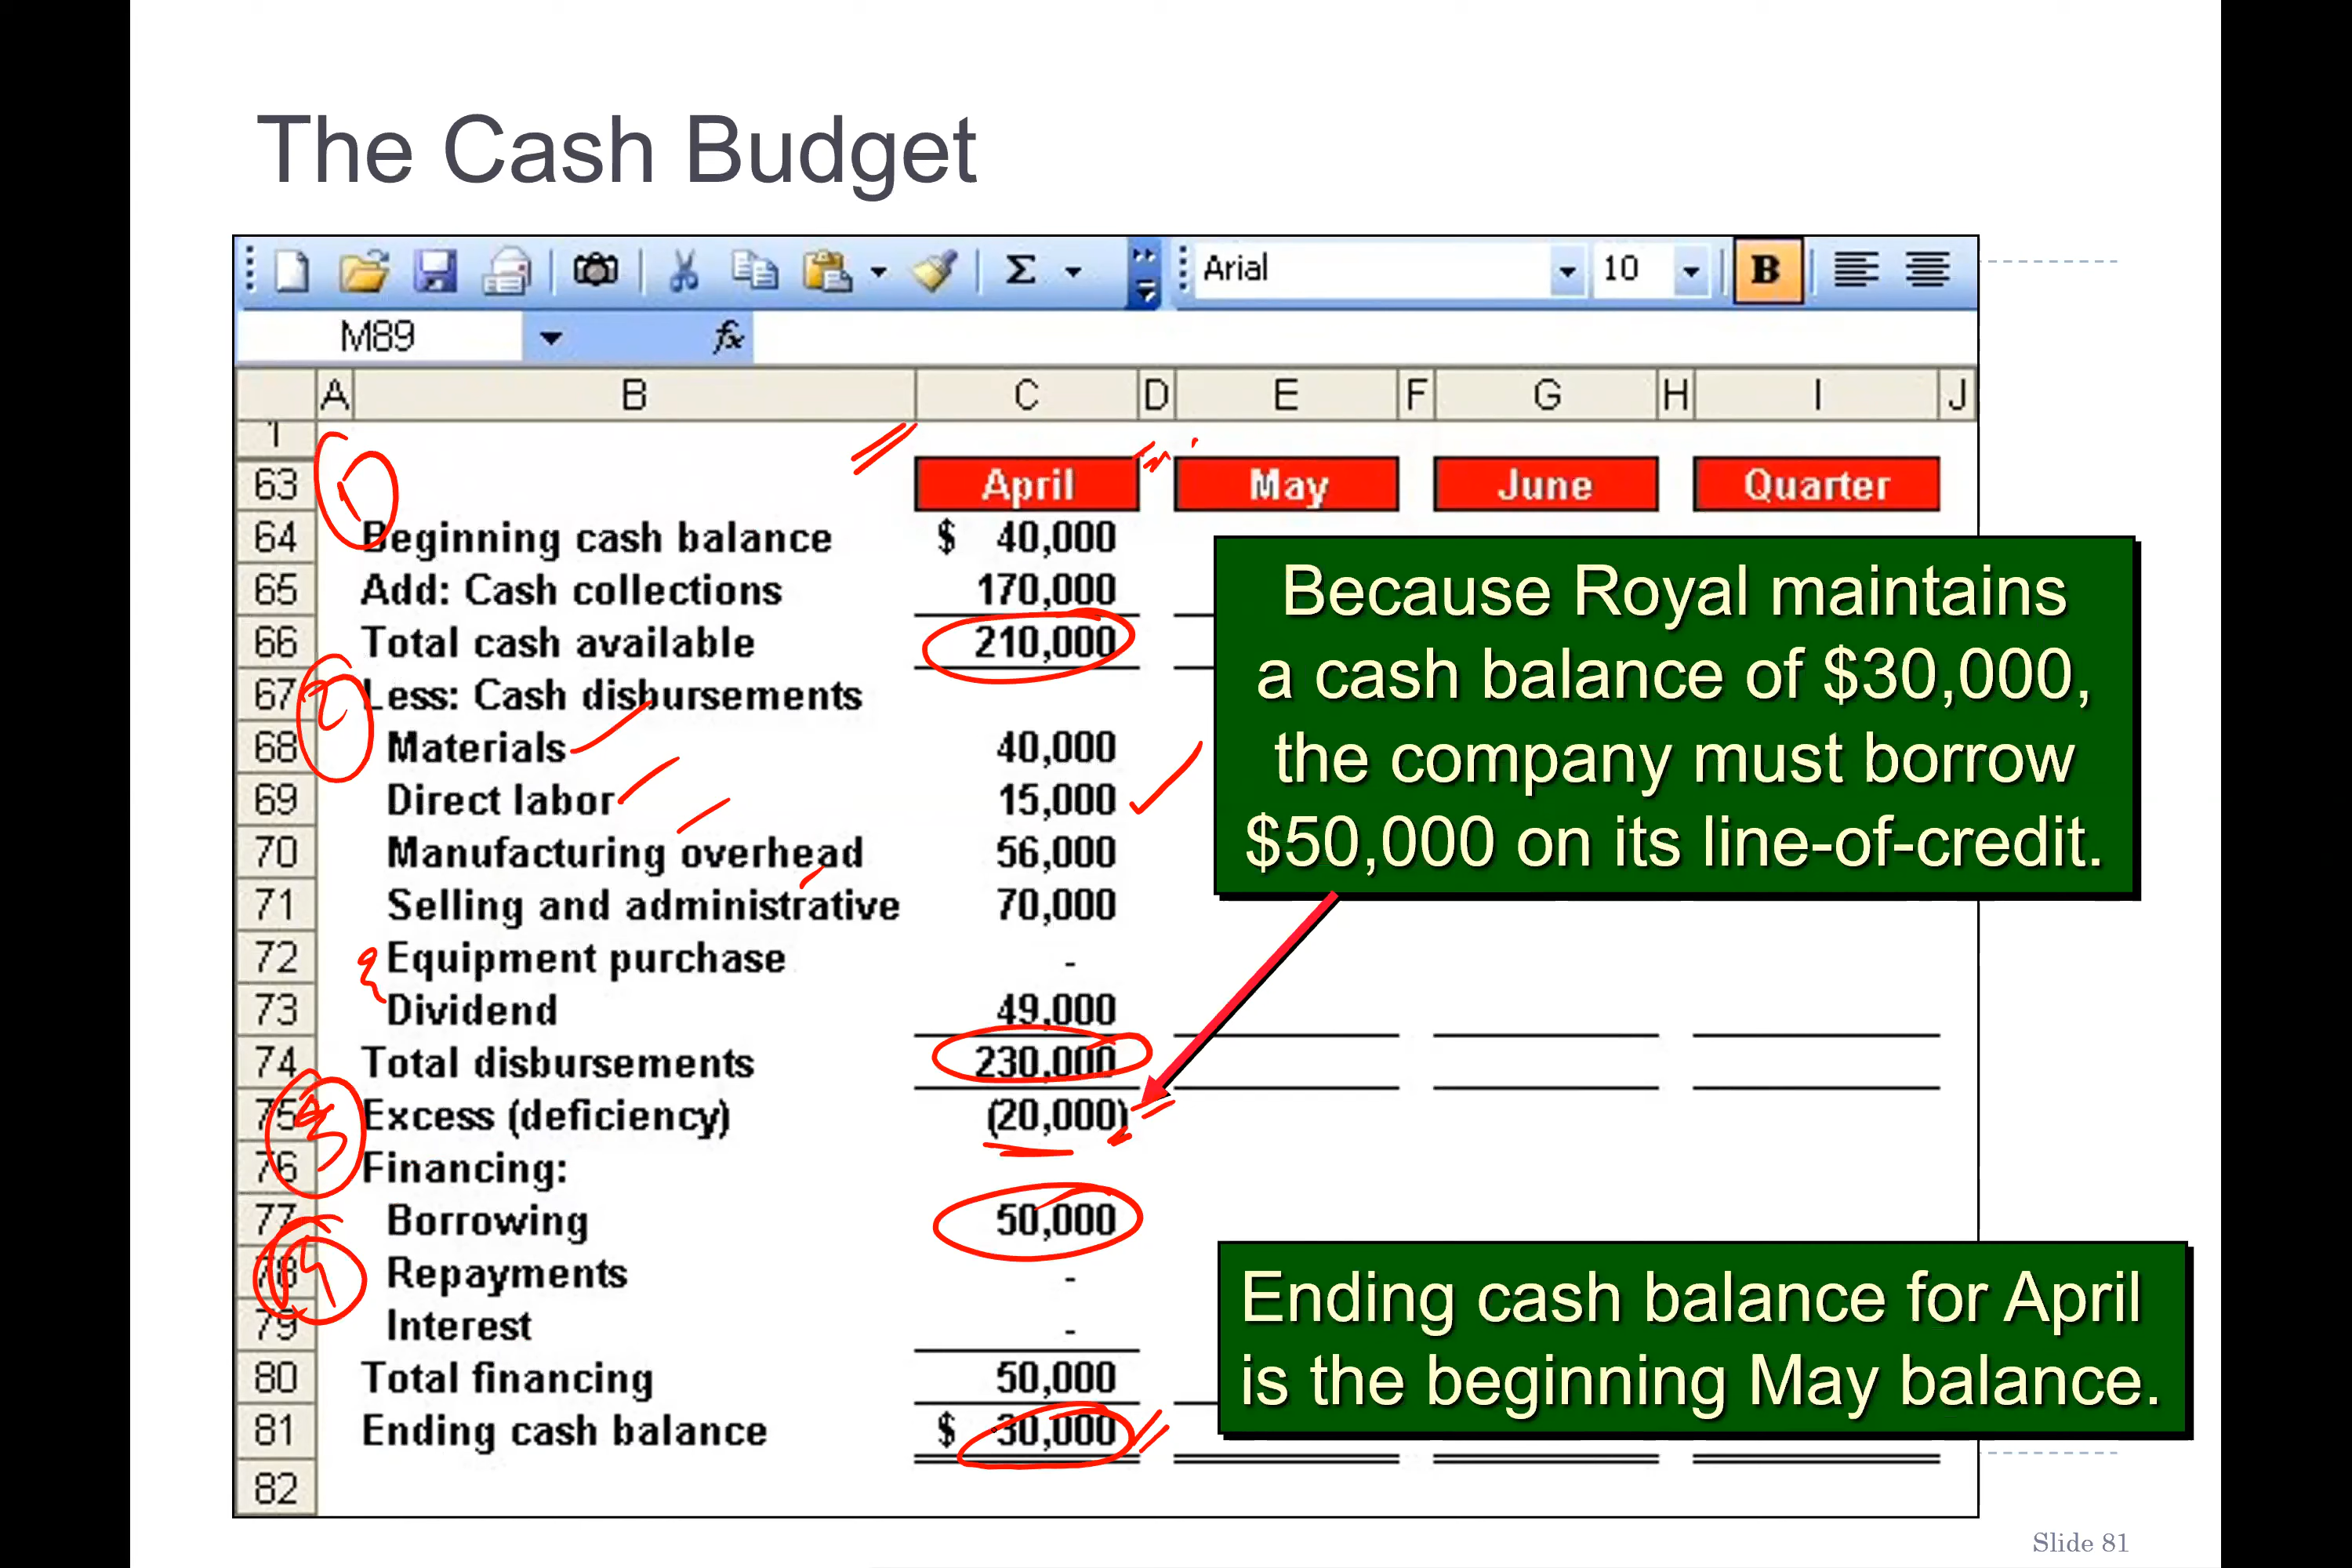 The Cash Budget
Arial 10 B
M89 fx
A B C D E F G H I J
1
63 April May June Quarter
64 Beginning cash balance $ 40,000
65 Add: Cash collections 170,000
66 Total cash available 210,000
67 Less: Cash disbursements
68 Materials 40,000
69 Direct labor 15,000
70 Manufacturing overhead 56,000
71 Selling and administrative 70,000
72 Equipment purchase -
73 Dividend 49,000
74 Total disbursements 230,000
75 Excess (deficiency) (20,000)
76 Financing:
77 Borrowing 50,000
78 Repayments -
79 Interest -
80 Total financing 50,000
81 Ending cash balance $ 30,000
82
Because Royal maintains
a cash balance of $30,000,
the company must borrow
$50,000 on its line-of-credit.
Ending cash balance for April
is the beginning May balance.
1
2
3
4
Slide 81